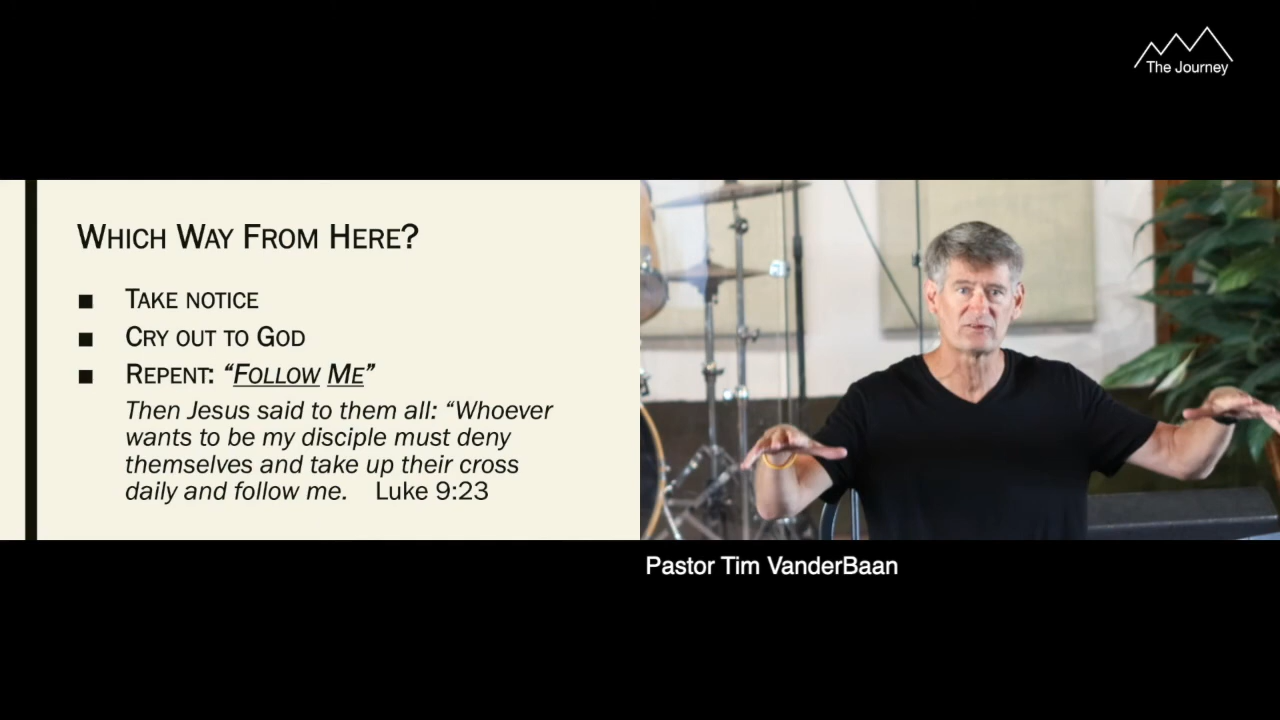 The Journey
WHICH WAY FROM HERE?
■ TAKE NOTICE
■ CRY OUT TO GOD
■ REPENT: “FOLLOW ME”
Then Jesus said to them all: “Whoever
wants to be my disciple must deny
themselves and take up their cross
daily and follow me. Luke 9:23
Pastor Tim VanderBaan